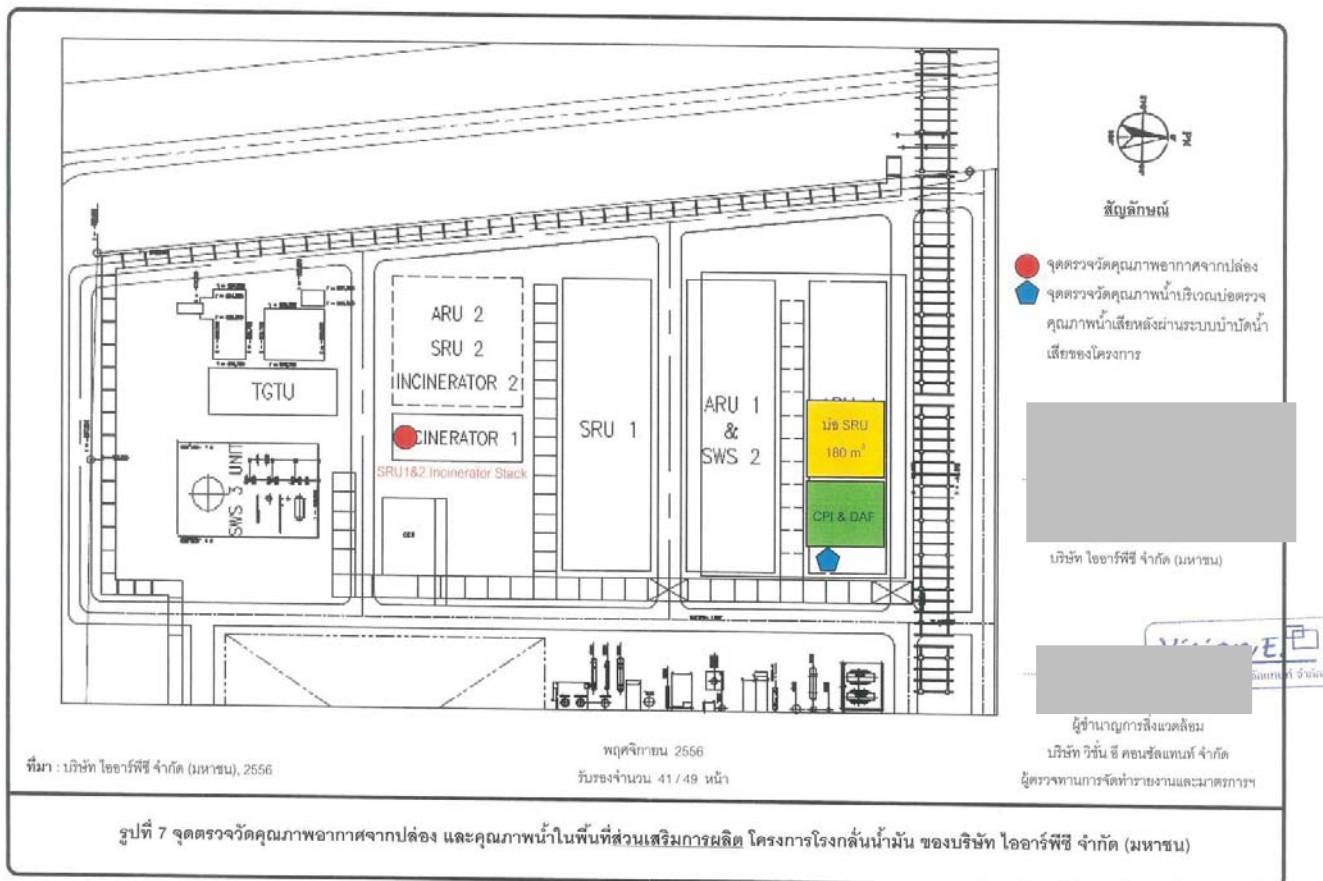 PN
สัญลักษณ์
จุดตรวจวัดคุณภาพอากาศจากปล่อง
จุดตรวจวัดคุณภาพน้ำบริเวณบ่อตรวจ
คุณภาพน้ำเสียหลังผ่านระบบบำบัดน้ำ
เสียของโครงการ
ARU 2
SRU 2
INCINERATOR 2
TGTU
CINERATOR 1
SRU1&2 Incinerator Stack
SWS 3 UNIT
SRU 1
ARU 1
&
SWS 2
บ่อ SRU
180 m³
CPI & DAF
บริษัท ไออาร์พีซี จำกัด (มหาชน)
ผู้ชำนาญการสิ่งแวดล้อม
บริษัท วิชั่น อี คอนซัลแทนท์ จำกัด
ผู้ตรวจทานการจัดทำรายงานและมาตรการฯ
พฤศจิกายน 2556
รับรองจำนวน 41 / 49 หน้า
ที่มา : บริษัท ไออาร์พีซี จำกัด (มหาชน), 2556
รูปที่ 7 จุดตรวจวัดคุณภาพอากาศจากปล่อง และคุณภาพน้ำในพื้นที่ส่วนเสริมการผลิต โครงการโรงกลั่นน้ำมัน ของบริษัท ไออาร์พีซี จำกัด (มหาชน)